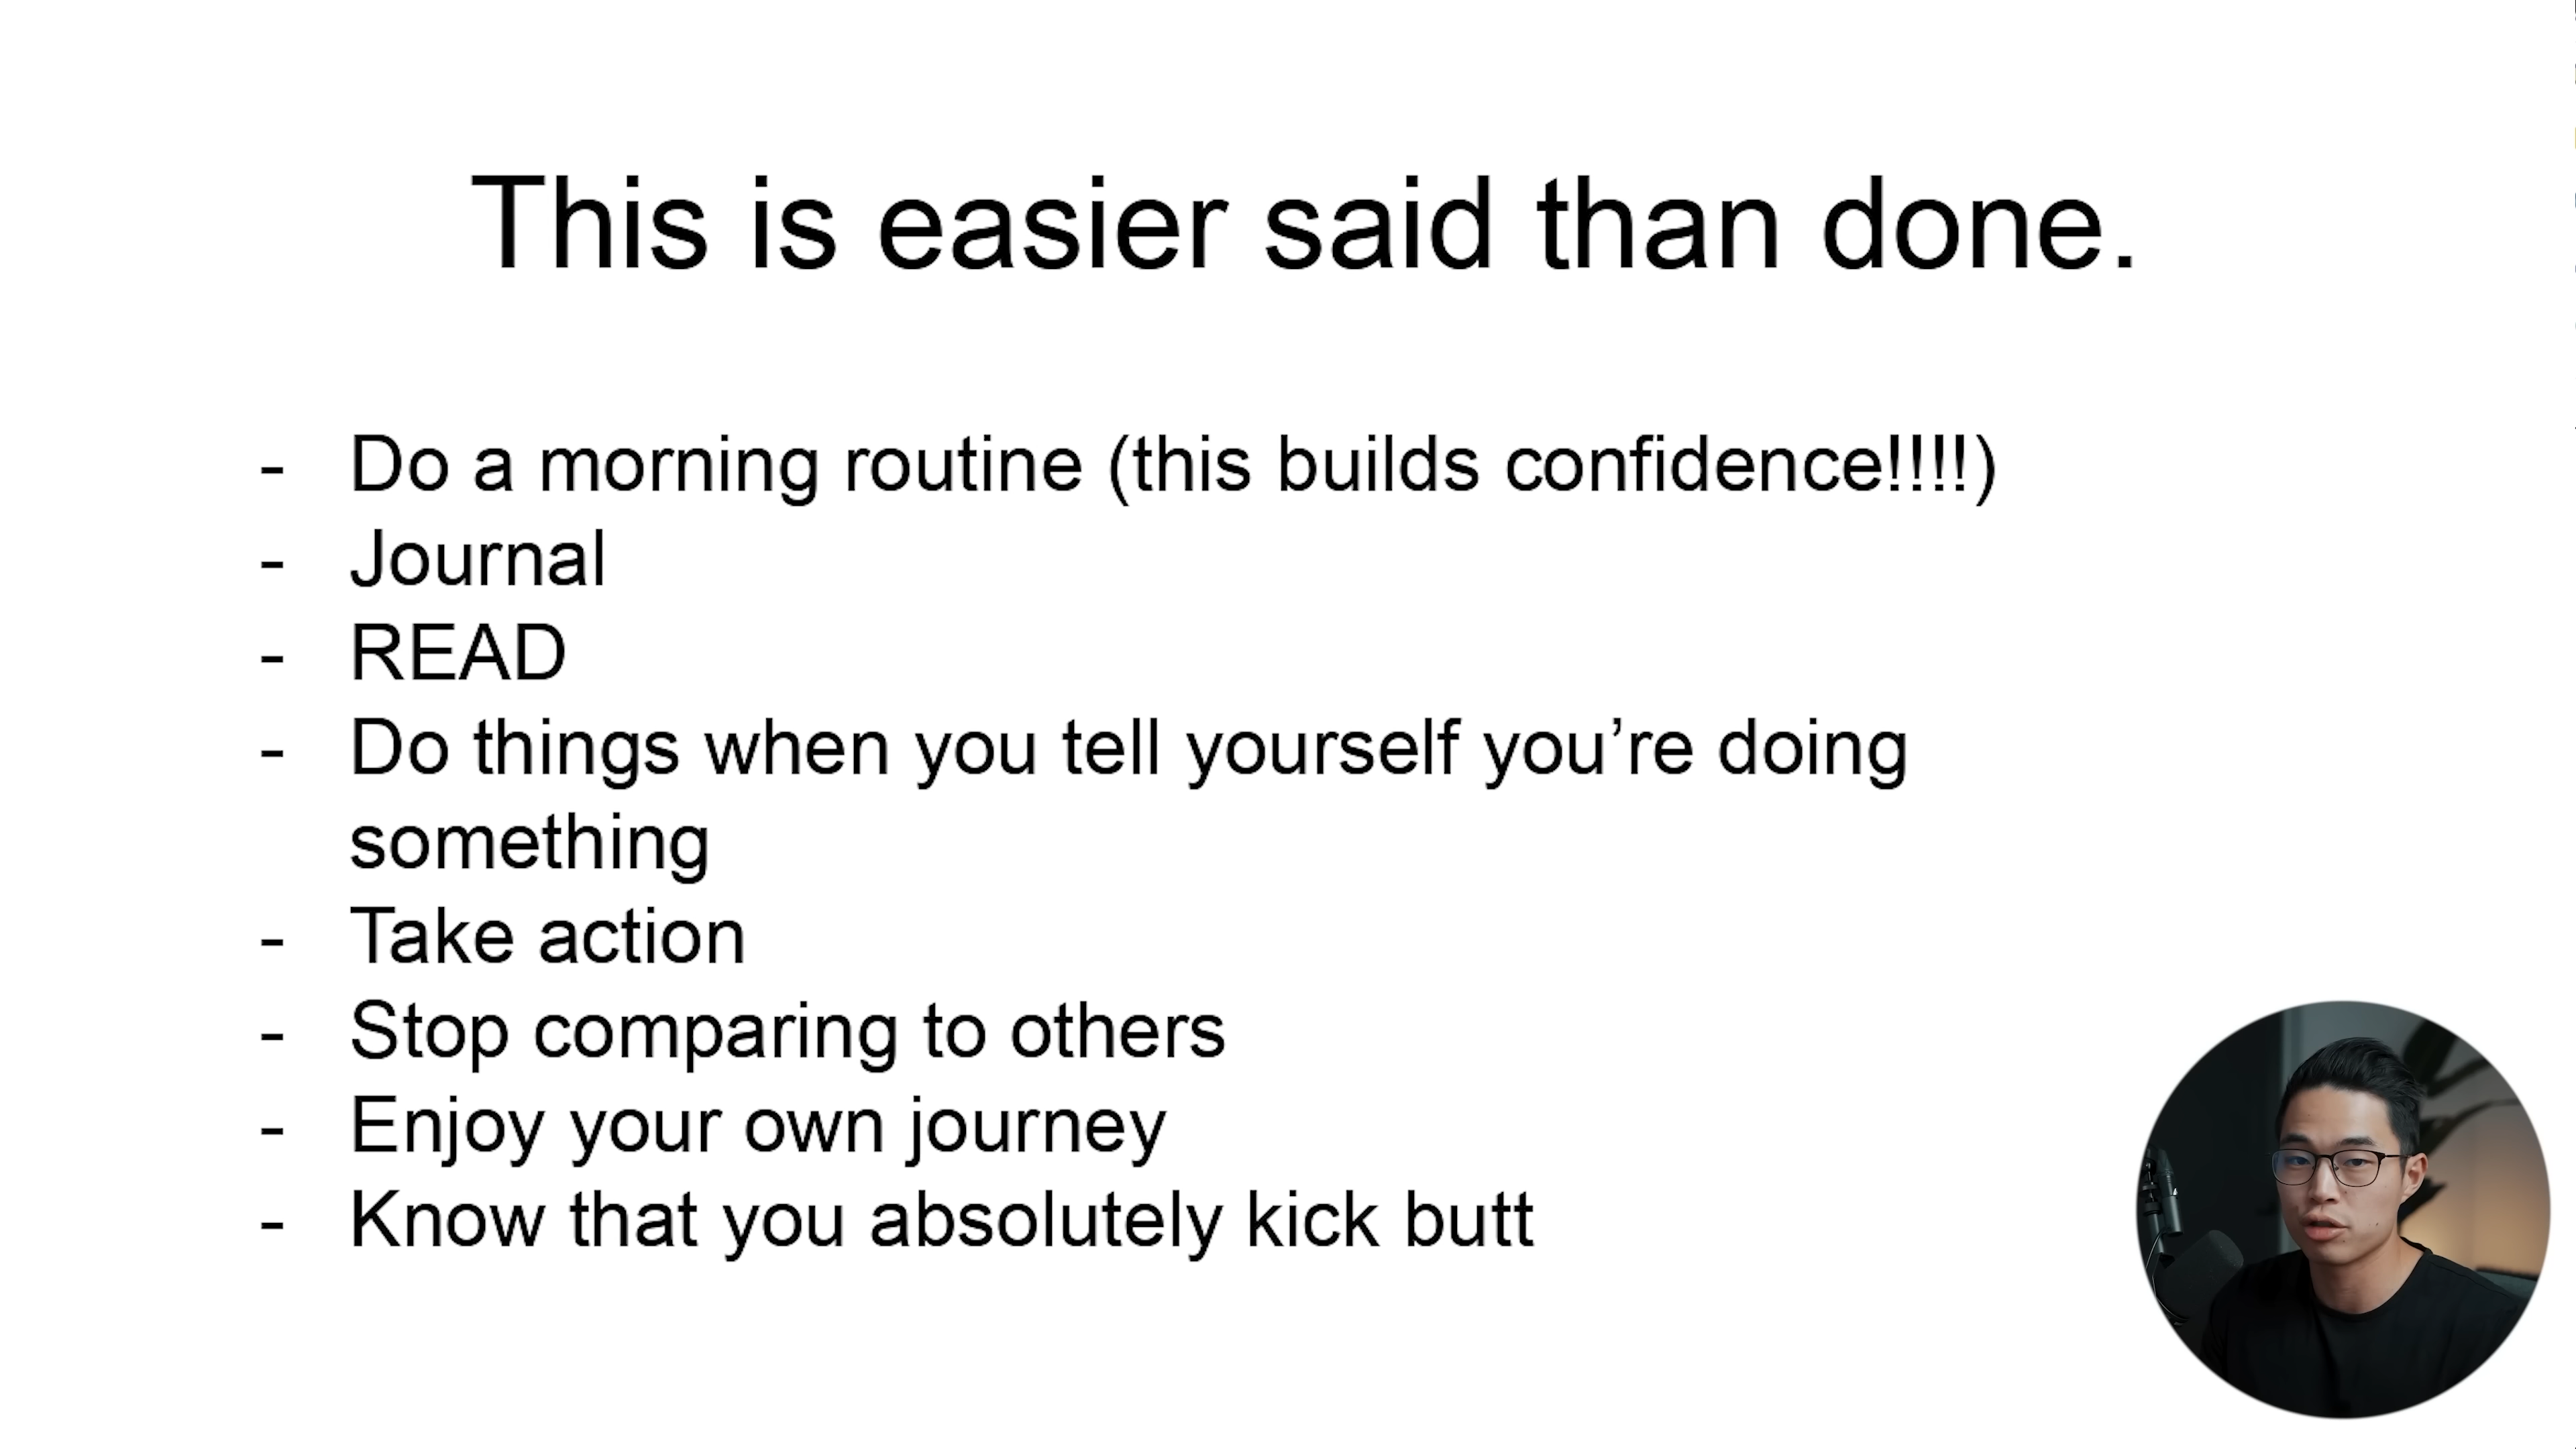 This is easier said than done.
- Do a morning routine (this builds confidence!!!!)
- Journal
- READ
- Do things when you tell yourself you’re doing
something
- Take action
- Stop comparing to others
- Enjoy your own journey
- Know that you absolutely kick butt